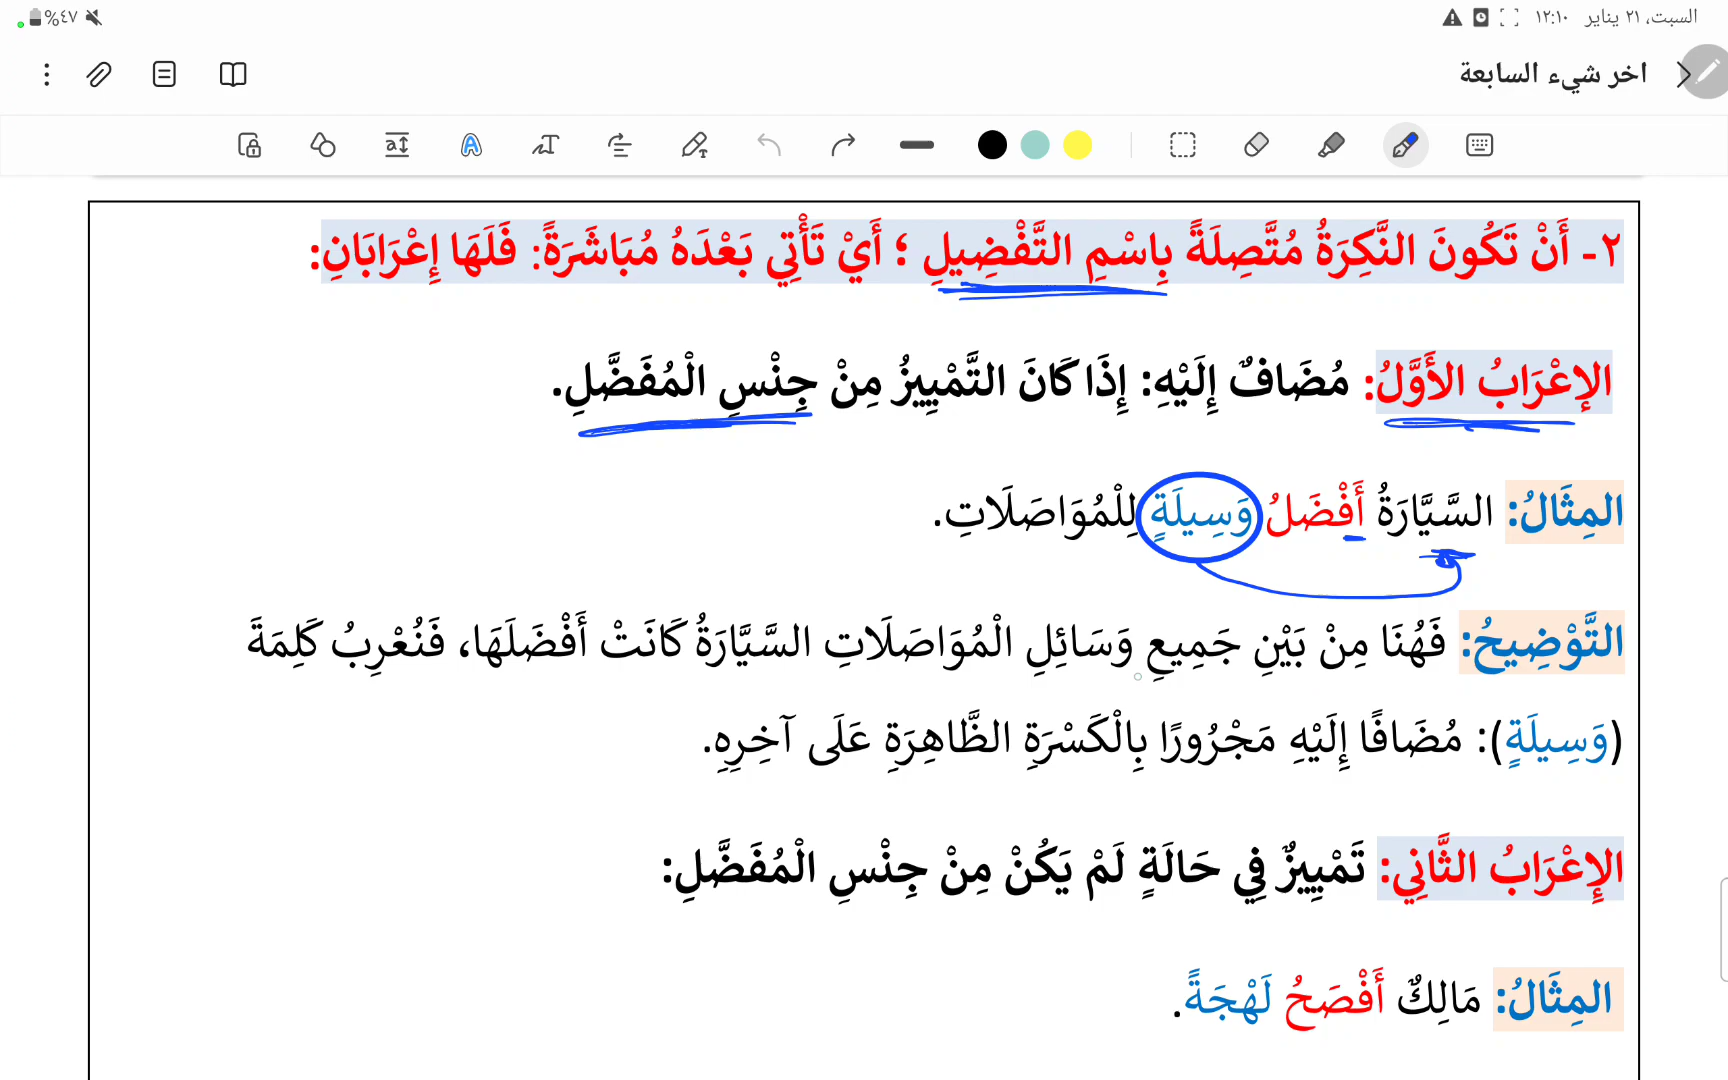 السبت، ٢١ يناير ١٢:١٠
٪٤٧
اخر شيء السابعة
٢- أَنْ تَكُونَ النَّكِرَةُ مُتَّصِلَةً بِاسْمِ التَّفْضِيلِ ؛ أَيْ تَأْتِي بَعْدَهُ مُبَاشَرَةً: فَلَهَا إِعْرَابَانِ:
الإِعْرَابُ الأَوَّلُ: مُضَافٌ إِلَيْهِ: إِذَا كَانَ التَّمْيِيزُ مِنْ جِنْسِ الْمُفَضَّلِ.
المِثَالُ: السَّيَّارَةُ أَفْضَلُ وَسِيلَةٍ لِلْمُوَاصَلَاتِ.
التَّوْضِيحُ: فَهُنَا مِنْ بَيْنِ جَمِيعِ وَسَائِلِ الْمُوَاصَلَاتِ السَّيَّارَةُ كَانَتْ أَفْضَلَهَا، فَنُعْرِبُ كَلِمَةَ
(وَسِيلَةٍ): مُضَافًا إِلَيْهِ مَجْرُورًا بِالْكَسْرَةِ الظَّاهِرَةِ عَلَى آخِرِهِ.
الإِعْرَابُ الثَّانِي: تَمْيِيزٌ فِي حَالَةٍ لَمْ يَكُنْ مِنْ جِنْسِ الْمُفَضَّلِ:
المِثَالُ: مَالِكٌ أَفْصَحُ لَهْجَةً.